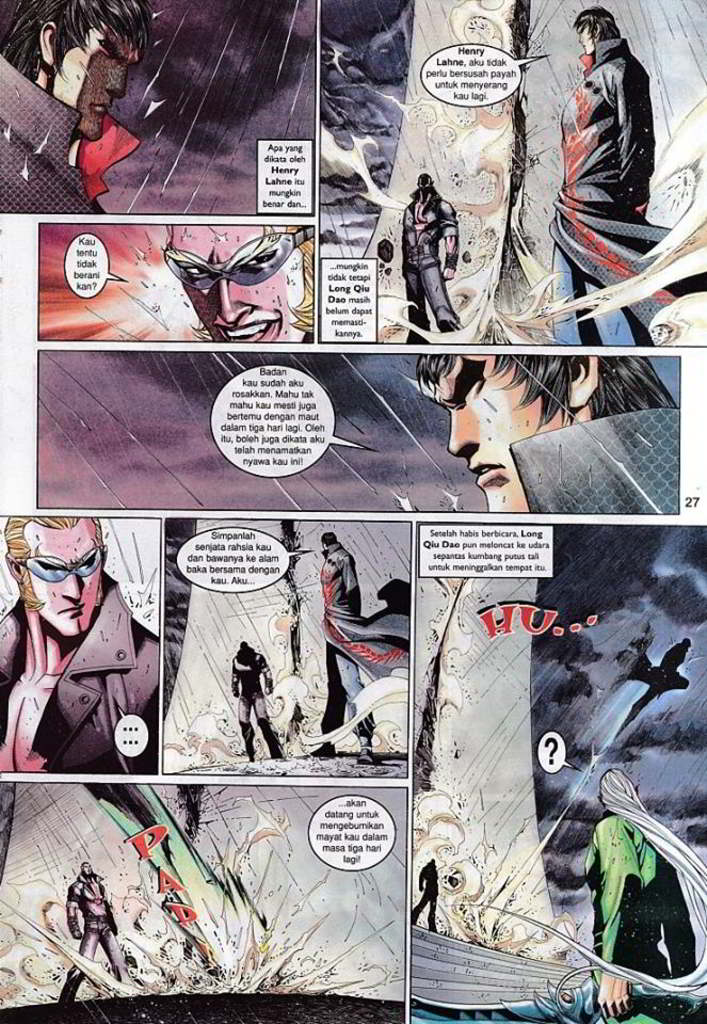 Apa yang
dikata oleh
Henry
Lahne itu
mungkin
benar dan...
Henry
Lahne, aku tidak
perlu bersusah payah
untuk menyerang
kau lagi.
Kau
tentu
tidak
berani
kan?
...mungkin
tidak tetapi
Long Qiu
Dao masih
belum dapat
memasti-
kannya.
Badan
kau sudah aku
rosakkan. Mahu tak
mahu kau mesti juga
bertemu dengan maut
dalam tiga hari lagi. Oleh
itu, boleh juga dikata aku
telah menamatkan
nyawa kau ini!
27
...
...
Simpanlah
senjata rahsia kau
dan bawanya ke alam
baka bersama dengan
kau. Aku...
Setelah habis berbicara, Long
Qiu Dao pun meloncat ke udara
sepantas kumbang putus tali
untuk meninggalkan tempat itu.
HU...
?
...akan
datang untuk
mengebumikan
mayat kau dalam
masa tiga hari
lagi!
PAPP